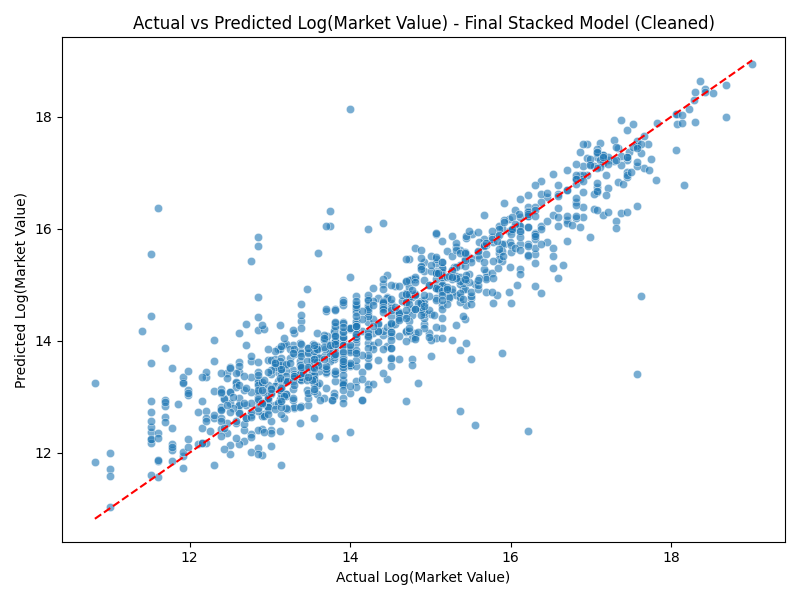 Actual vs Predicted Log(Market Value) - Final Stacked Model (Cleaned)
Predicted Log(Market Value)
18
16
14
12
12 14 16 18
Actual Log(Market Value)